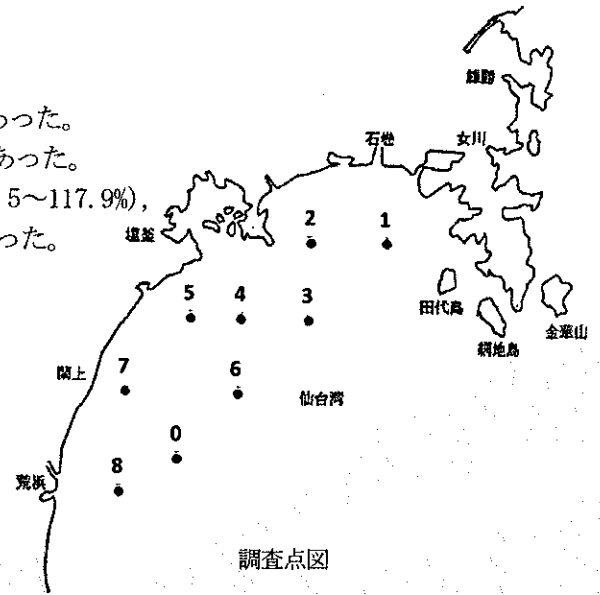 わった。
あった。
5～117.9%),
った。
雄勝
石巻
女川
塩釜
2
1
5
4
3
田代島
網地島
金華山
閖上
7
6
仙台湾
0
荒浜
8
調査点図